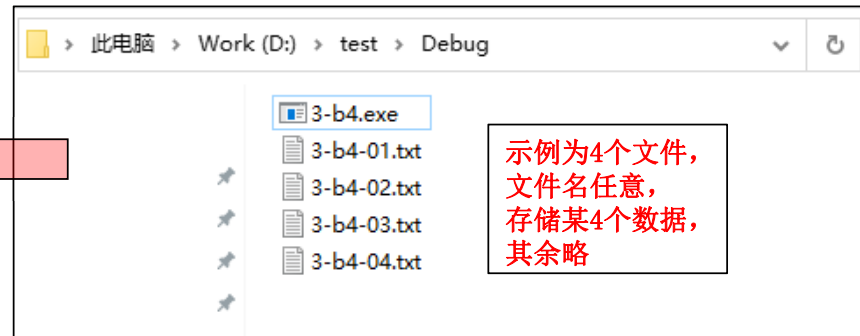 此电脑 > Work (D:) > test > Debug
3-b4.exe
3-b4-01.txt
3-b4-02.txt
3-b4-03.txt
3-b4-04.txt
示例为4个文件，
文件名任意，
存储某4个数据，
其余略